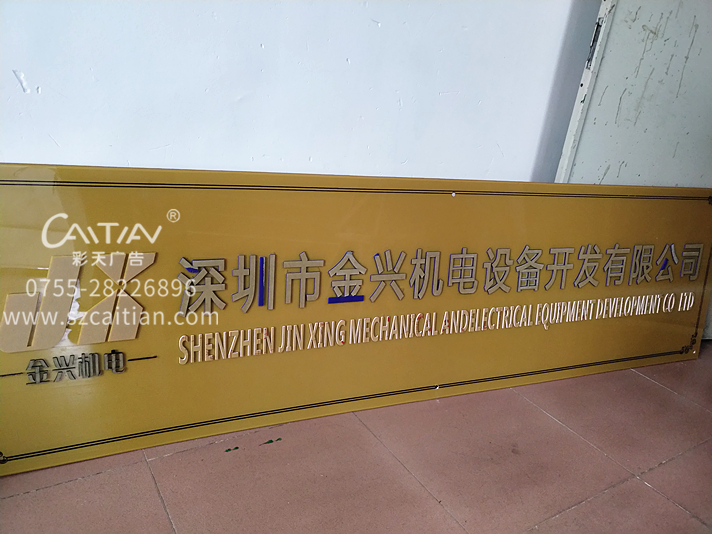 CAITIAN®
彩天广告
0755-28226896
www.szcaitian.com
JX
金兴机电
深圳市金兴机电设备开发有限公司
SHENZHEN JIN XING MECHANICAL ANDELECTRICAL EQUIPMENT DEVELOPMENT CO LTD